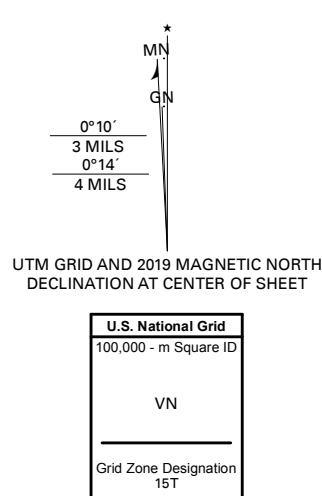 MN
GN
0°10´
3 MILS
0°14´
4 MILS
UTM GRID AND 2019 MAGNETIC NORTH
DECLINATION AT CENTER OF SHEET
U.S. National Grid
100,000 - m Square ID
VN
Grid Zone Designation
15T